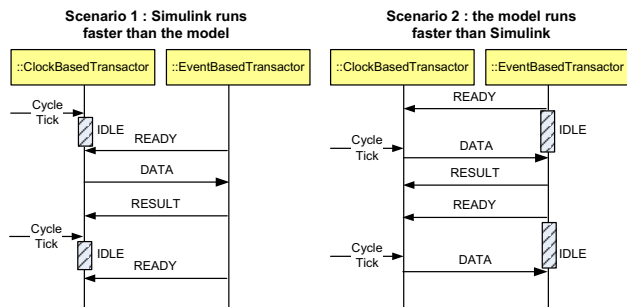 Scenario 1 : Simulink runs
faster than the model
::ClockBasedTransactor
::EventBasedTransactor
Cycle
Tick
IDLE
READY
DATA
RESULT
Cycle
Tick
IDLE
READY
Scenario 2 : the model runs
faster than Simulink
::ClockBasedTransactor
::EventBasedTransactor
READY
IDLE
Cycle
Tick
DATA
RESULT
READY
IDLE
Cycle
Tick
DATA